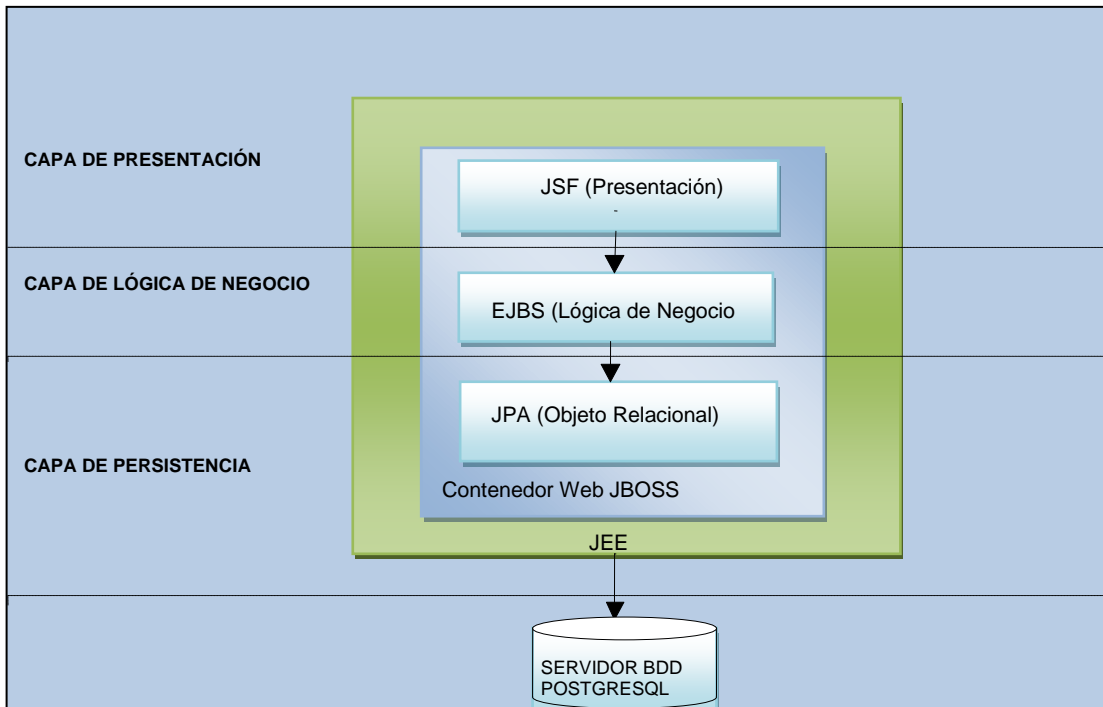 CAPA DE PRESENTACIÓN
JSF (Presentación)
-
CAPA DE LÓGICA DE NEGOCIO
EJBS (Lógica de Negocio
JPA (Objeto Relacional)
CAPA DE PERSISTENCIA
Contenedor Web JBOSS
JEE
SERVIDOR BDD
POSTGRESQL